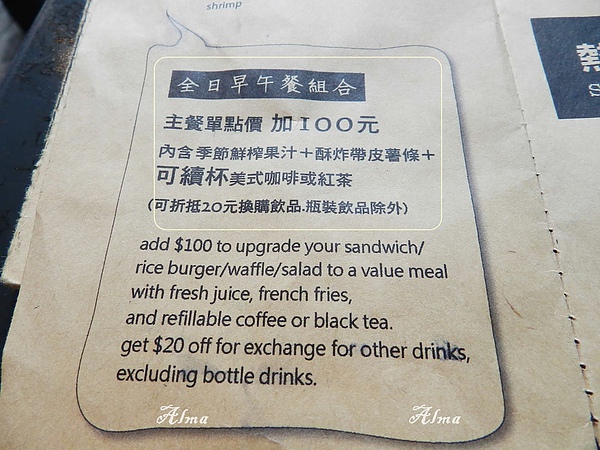 shrimp
全日早午餐組合
主餐單點價 加100元
內含季節鮮榨果汁+酥炸帶皮薯條+
可續杯美式咖啡或紅茶
(可折抵20元換購飲品.瓶裝飲品除外)
add $100 to upgrade your sandwich/
rice burger/waffle/salad to a value meal
with fresh juice, french fries,
and refillable coffee or black tea.
get $20 off for exchange for other drinks,
excluding bottle drinks.
Alma Alma
熱
S